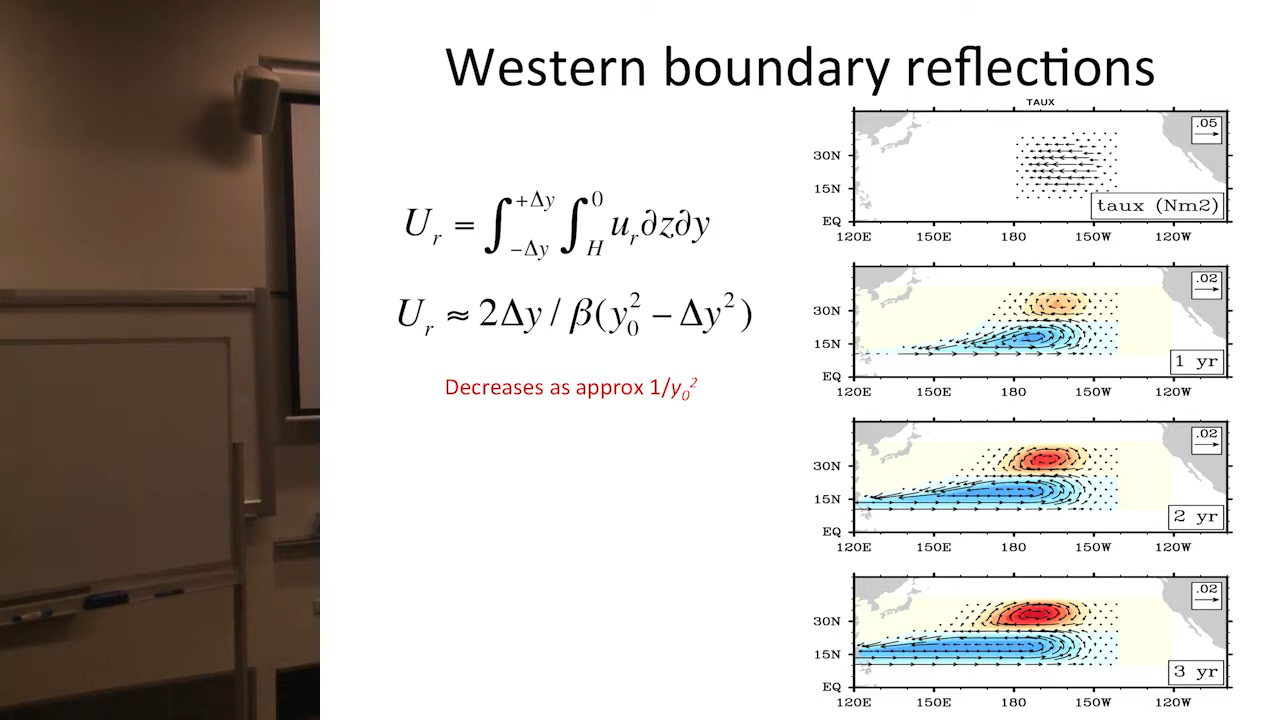 Western boundary reflections
U_r = ∫_{-Δy}^{+Δy} ∫_H^0 u_r ∂z∂y
U_r ≈ 2Δy / β(y_0^2 − Δy^2)
Decreases as approx 1/y_0^2
TAUX
.05
30N
15N
EQ
taux (Nm2)
120E 150E 180 150W 120W
.02
30N
15N
EQ
1 yr
120E 150E 180 150W 120W
.02
30N
15N
EQ
2 yr
120E 150E 180 150W 120W
.02
30N
15N
EQ
3 yr
120E 150E 180 150W 120W